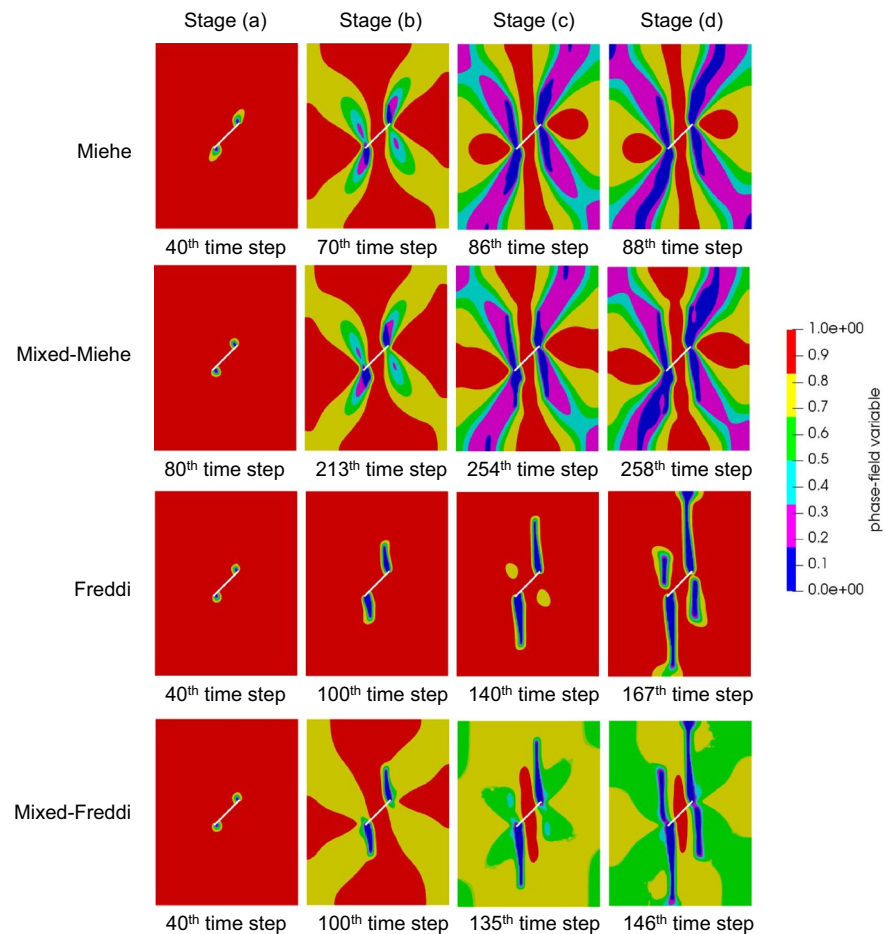 Stage (a) Stage (b) Stage (c) Stage (d)
Miehe
40th time step 70th time step 86th time step 88th time step
Mixed-Miehe
80th time step 213th time step 254th time step 258th time step
1.0e+00
0.9
0.8
0.7
0.6
0.5
0.4
0.3
0.2
0.1
0.0e+00
phase-field variable
Freddi
40th time step 100th time step 140th time step 167th time step
Mixed-Freddi
40th time step 100th time step 135th time step 146th time step